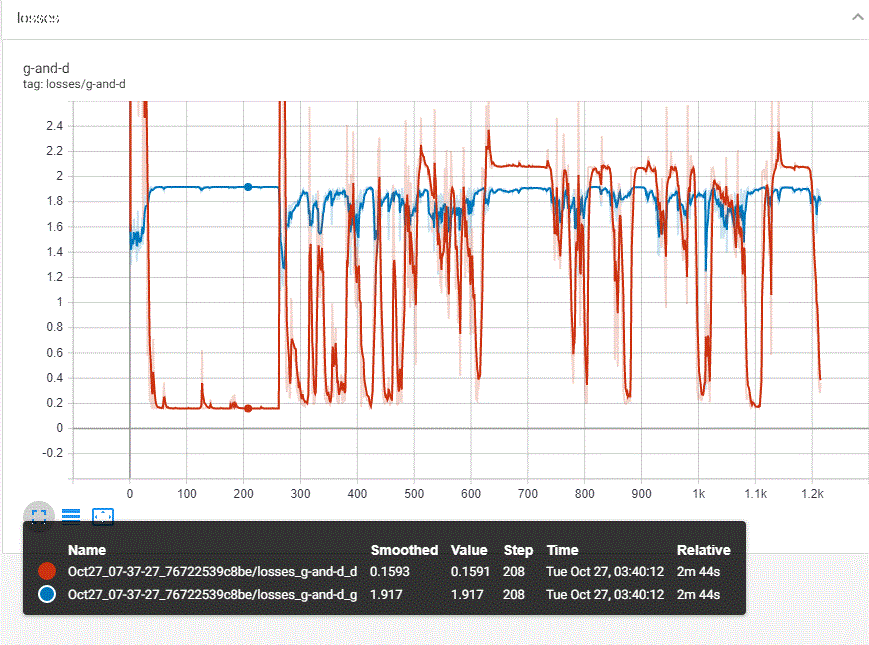 losses
g-and-d
tag: losses/g-and-d
2.4
2.2
2
1.8
1.6
1.4
1.2
1
0.8
0.6
0.4
0.2
0
-0.2
0 100 200 300 400 500 600 700 800 900 1k 1.1k 1.2k
Name Smoothed Value Step Time Relative
Oct27_07-37-27_76722539c8be/losses_g-and-d_d 0.1593 0.1591 208 Tue Oct 27, 03:40:12 2m 44s
Oct27_07-37-27_76722539c8be/losses_g-and-d_g 1.917 1.917 208 Tue Oct 27, 03:40:12 2m 44s